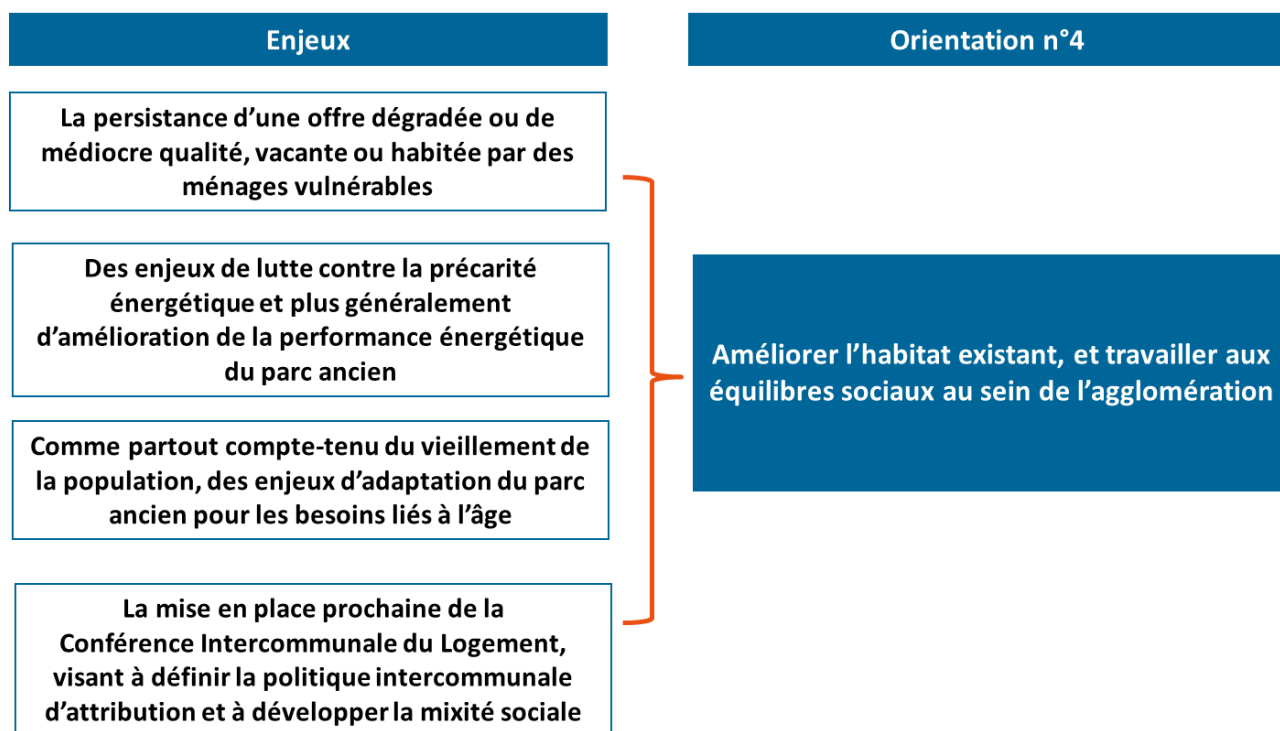 Enjeux
La persistance d’une offre dégradée ou de
médiocre qualité, vacante ou habitée par des
ménages vulnérables
Des enjeux de lutte contre la précarité
énergétique et plus généralement
d’amélioration de la performance énergétique
du parc ancien
Comme partout compte-tenu du vieillement de
la population, des enjeux d’adaptation du parc
ancien pour les besoins liés à l’âge
La mise en place prochaine de la
Conférence Intercommunale du Logement,
visant à définir la politique intercommunale
d’attribution et à développer la mixité sociale
Orientation n°4
Améliorer l’habitat existant, et travailler aux
équilibres sociaux au sein de l’agglomération